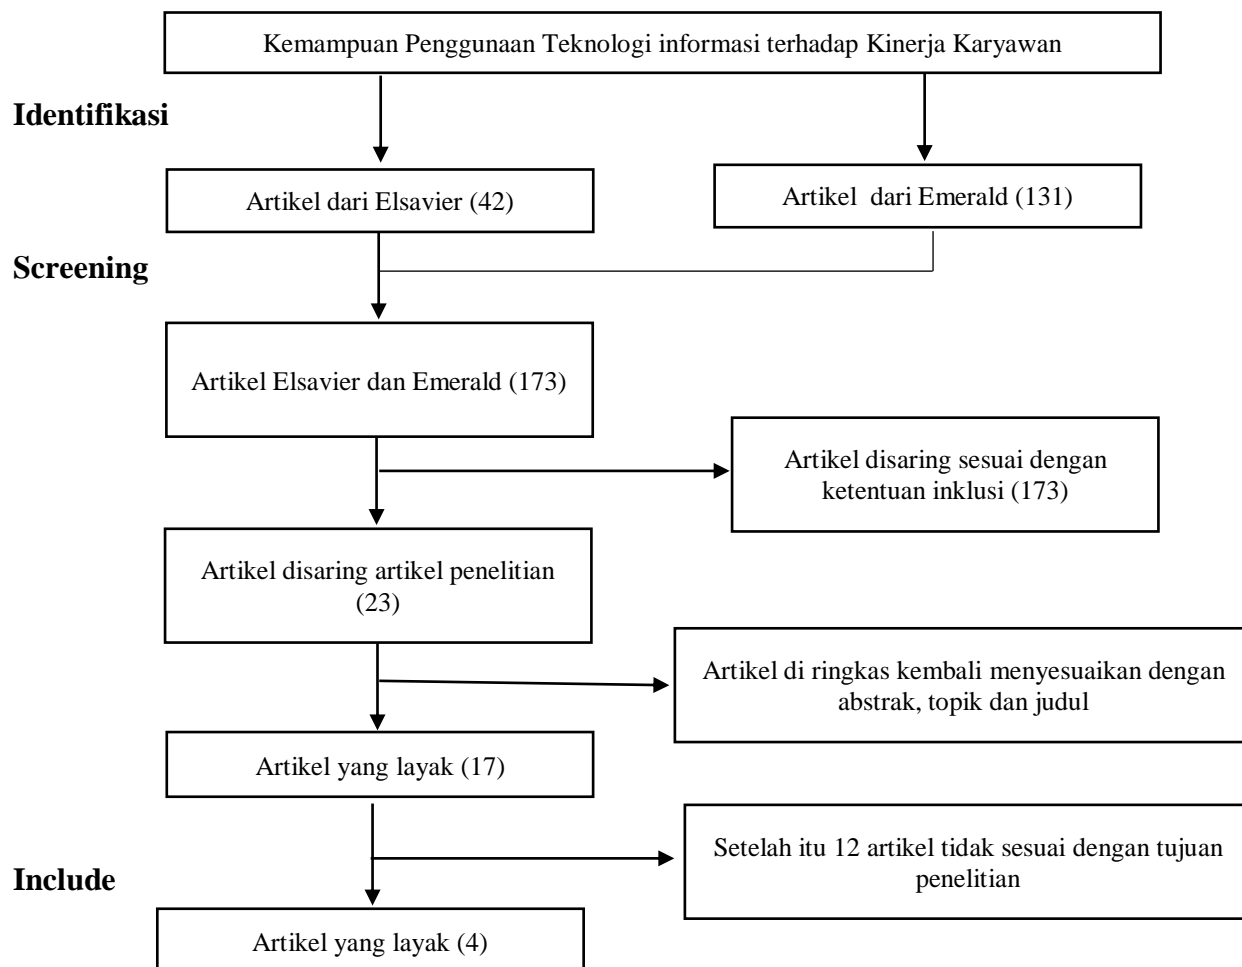 Kemampuan Penggunaan Teknologi informasi terhadap Kinerja Karyawan
Identifikasi
Artikel dari Elsavier (42)
Artikel dari Emerald (131)
Screening
Artikel Elsavier dan Emerald (173)
Artikel disaring sesuai dengan
ketentuan inklusi (173)
Artikel disaring artikel penelitian
(23)
Artikel di ringkas kembali menyesuaikan dengan
abstrak, topik dan judul
Artikel yang layak (17)
Setelah itu 12 artikel tidak sesuai dengan tujuan
penelitian
Include
Artikel yang layak (4)